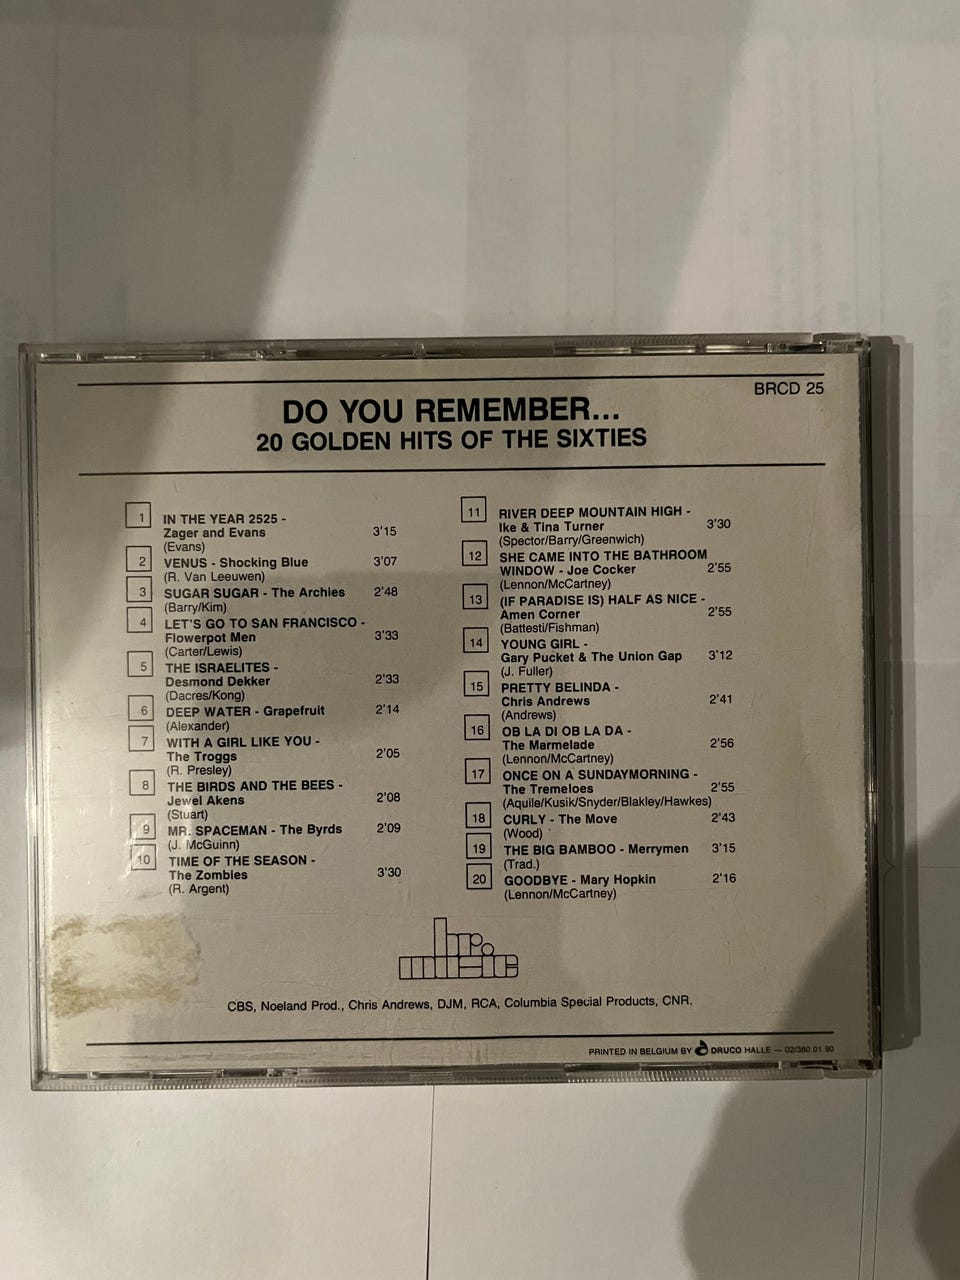 BRCD 25
DO YOU REMEMBER...
20 GOLDEN HITS OF THE SIXTIES
1 IN THE YEAR 2525 -
Zager and Evans 3'15
(Evans)
2 VENUS - Shocking Blue 3'07
(R. Van Leeuwen)
3 SUGAR SUGAR - The Archies 2'48
(Barry/Kim)
4 LET'S GO TO SAN FRANCISCO -
Flowerpot Men 3'33
(Carter/Lewis)
5 THE ISRAELITES -
Desmond Dekker 2'33
(Dacres/Kong)
6 DEEP WATER - Grapefruit 2'14
(Alexander)
7 WITH A GIRL LIKE YOU -
The Troggs 2'05
(R. Presley)
8 THE BIRDS AND THE BEES -
Jewel Akens 2'08
(Stuart)
9 MR. SPACEMAN - The Byrds 2'09
(J. McGuinn)
10 TIME OF THE SEASON -
The Zombies 3'30
(R. Argent)
11 RIVER DEEP MOUNTAIN HIGH -
Ike & Tina Turner 3'30
(Spector/Barry/Greenwich)
12 SHE CAME INTO THE BATHROOM
WINDOW - Joe Cocker 2'55
(Lennon/McCartney)
13 (IF PARADISE IS) HALF AS NICE -
Amen Corner 2'55
(Battesti/Fishman)
14 YOUNG GIRL -
Gary Pucket & The Union Gap 3'12
(J. Fuller)
15 PRETTY BELINDA -
Chris Andrews 2'41
(Andrews)
16 OB LA DI OB LA DA -
The Marmelade 2'56
(Lennon/McCartney)
17 ONCE ON A SUNDAYMORNING -
The Tremeloes 2'55
(Aquile/Kusik/Snyder/Blakley/Hawkes)
18 CURLY - The Move 2'43
(Wood)
19 THE BIG BAMBOO - Merrymen 3'15
(Trad.)
20 GOODBYE - Mary Hopkin 2'16
(Lennon/McCartney)
br
music
CBS, Noeland Prod., Chris Andrews, DJM, RCA, Columbia Special Products, CNR.
PRINTED IN BELGIUM BY DRUCO HALLE — 02/360.01.90